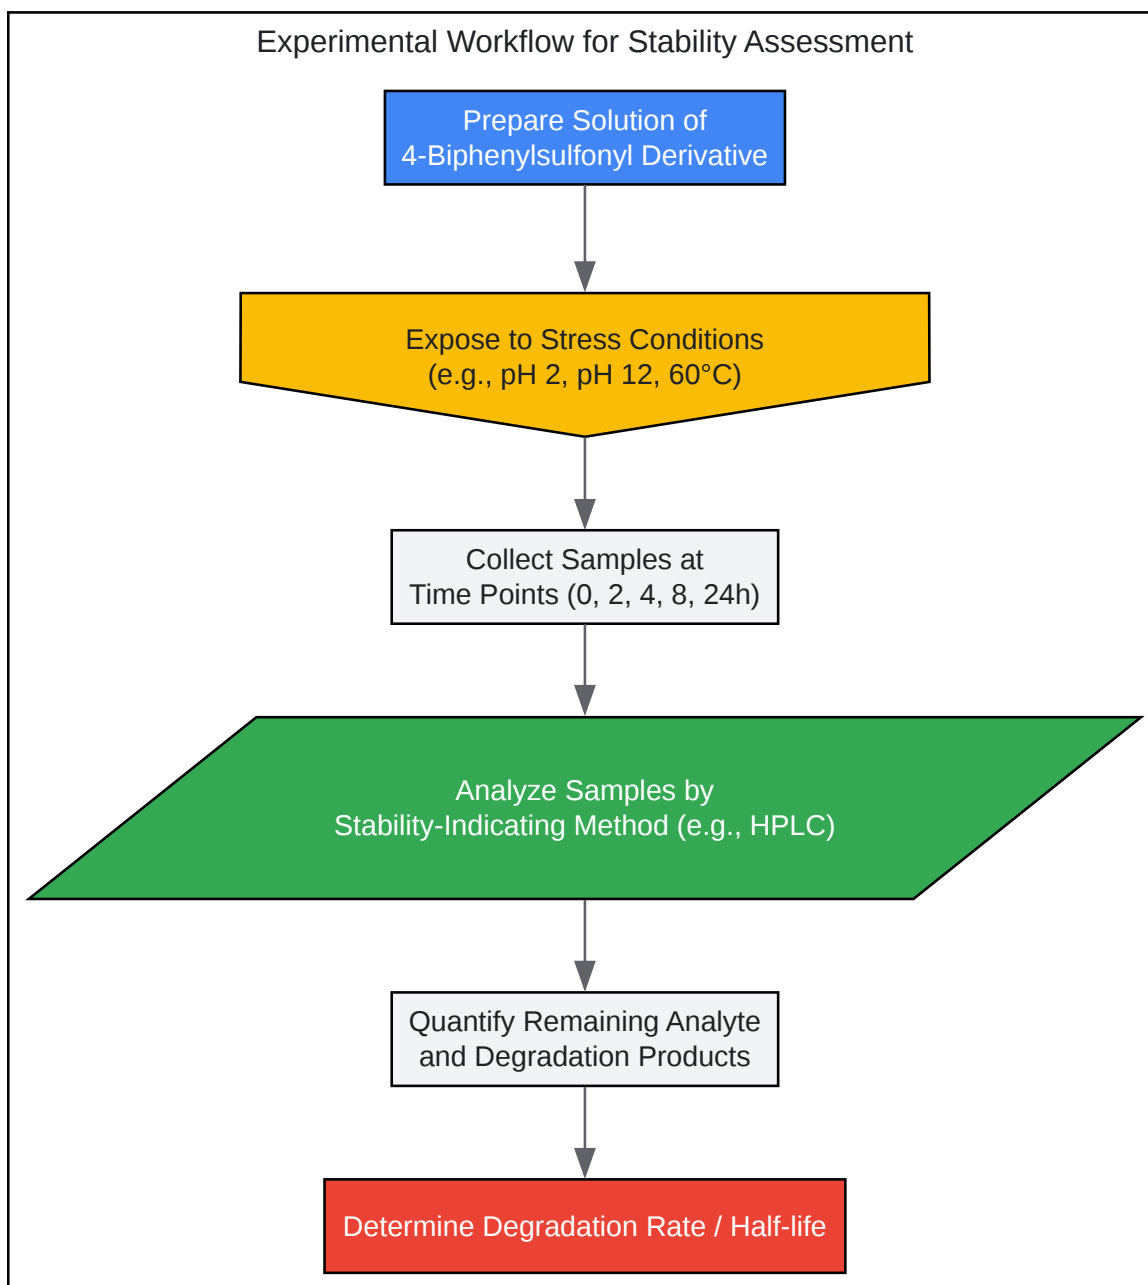 Experimental Workflow for Stability Assessment
Prepare Solution of
4-Biphenylsulfonyl Derivative
Expose to Stress Conditions
(e.g., pH 2, pH 12, 60°C)
Collect Samples at
Time Points (0, 2, 4, 8, 24h)
Analyze Samples by
Stability-Indicating Method (e.g., HPLC)
Quantify Remaining Analyte
and Degradation Products
Determine Degradation Rate / Half-life